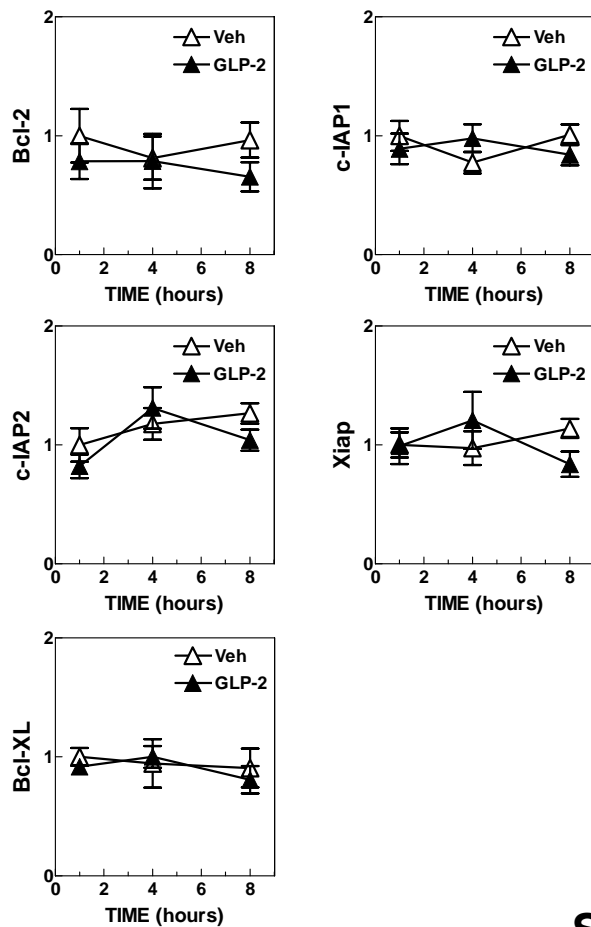 2
Veh
GLP-2
Bcl-2
1
0
0 2 4 6 8
TIME (hours)
2
Veh
GLP-2
c-IAP1
1
0
0 2 4 6 8
TIME (hours)
2
Veh
GLP-2
c-IAP2
1
0
0 2 4 6 8
TIME (hours)
2
Veh
GLP-2
Xiap
1
0
0 2 4 6 8
TIME (hours)
2
Veh
GLP-2
Bcl-XL
1
0
0 2 4 6 8
TIME (hours)